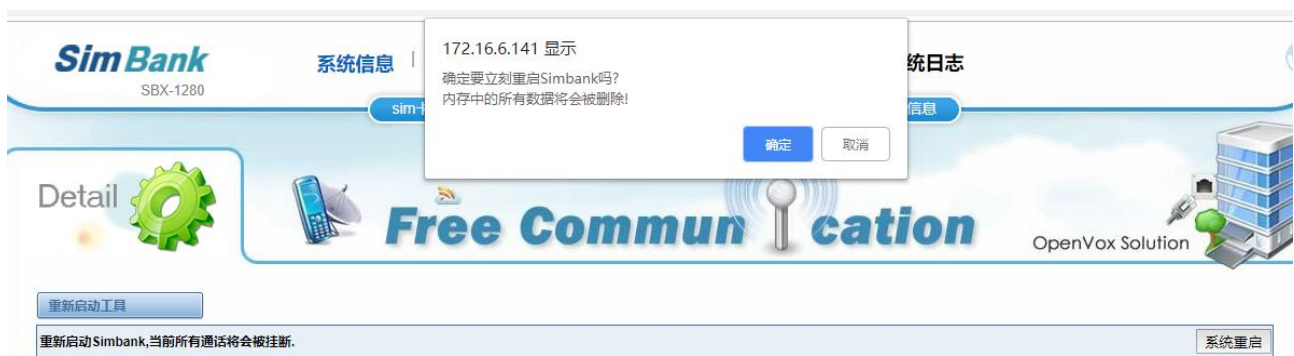 SimBank
SBX-1280
系统信息
172.16.6.141 显示
确定要立刻重启Simbank吗?
内存中的所有数据将会被删除!
确定
取消
统日志
sim
信息
Detail
Free Communication
OpenVox Solution
重新启动工具
重新启动Simbank,当前所有通话将会被挂断.
系统重启